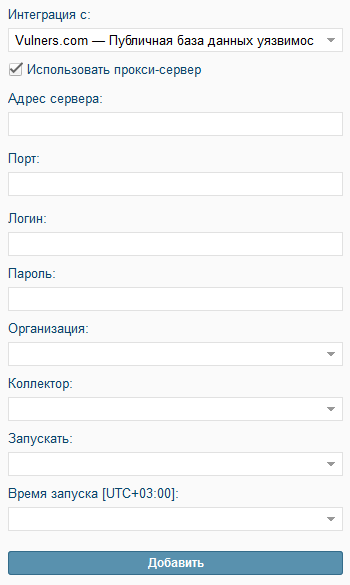 Интеграция с:
Vulners.com — Публичная база данных уязвимос
Использовать прокси-сервер
Адрес сервера:
Порт:
Логин:
Пароль:
Организация:
Коллектор:
Запускать:
Время запуска [UTC+03:00]:
Добавить